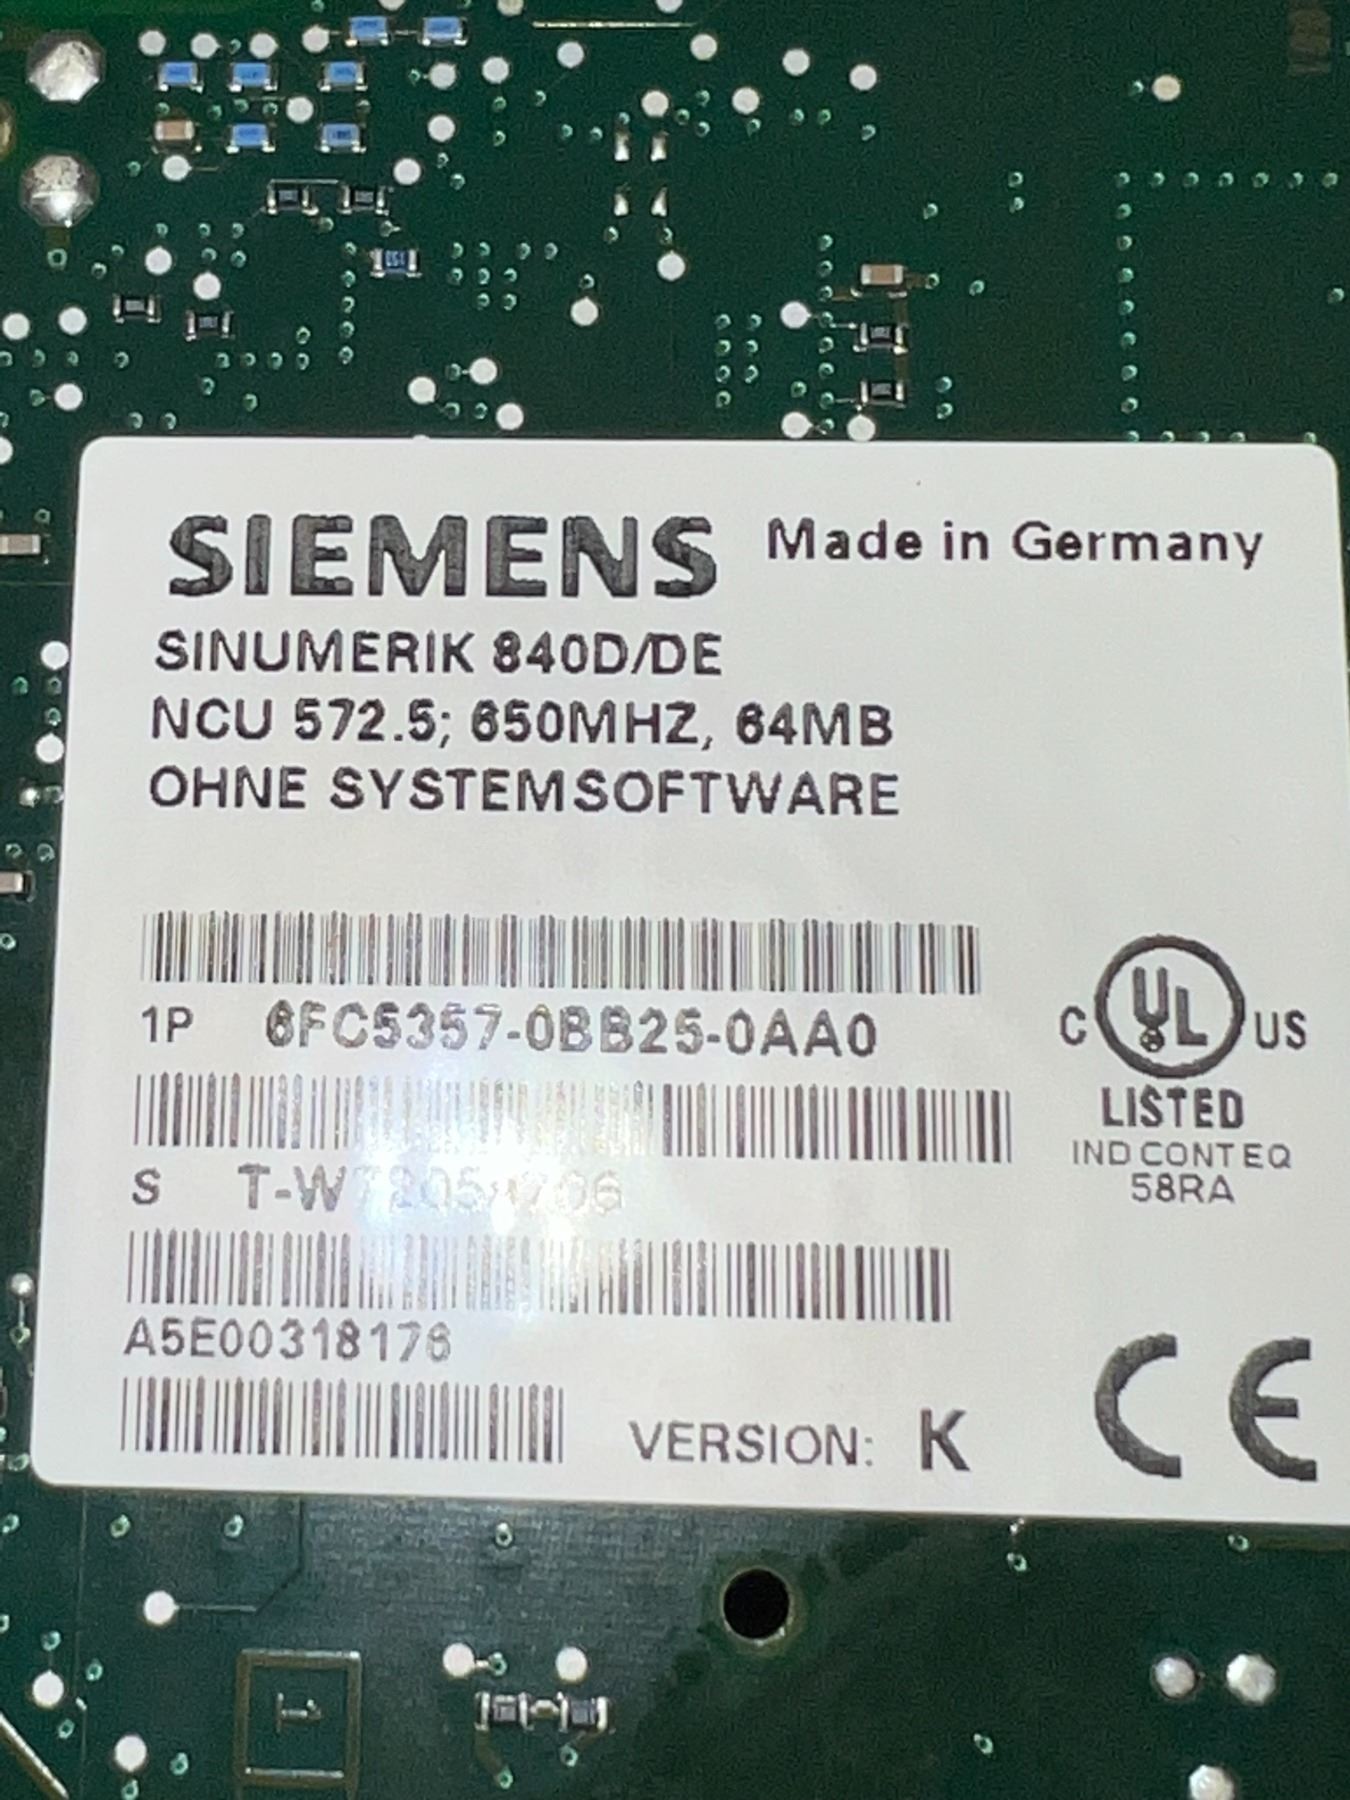 SIEMENS Made in Germany
SINUMERIK 840D/DE
NCU 572.5; 650MHZ, 64MB
OHNE SYSTEMSOFTWARE
1P 6FC5357-0BB25-0AA0
C UL US
LISTED
IND CONT EQ
58RA
S
A5E00318176
VERSION: K
CE